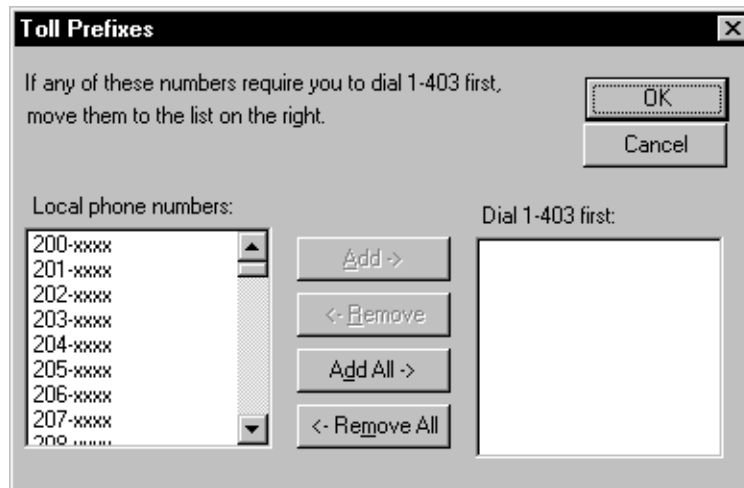 Toll Prefixes
If any of these numbers require you to dial 1-403 first,
move them to the list on the right.
OK
Cancel
Local phone numbers:
200-xxxx
201-xxxx
202-xxxx
203-xxxx
204-xxxx
205-xxxx
206-xxxx
207-xxxx
208-xxxx
Add ->
<- Remove
Add All ->
<- Remove All
Dial 1-403 first: